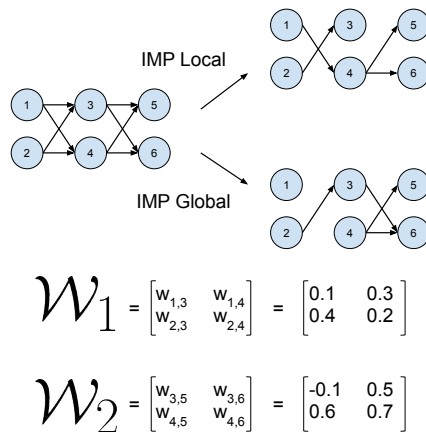 1 3 5
2 4 6
IMP Local
1 3 5
2 4 6
IMP Global
1 3 5
2 4 6
𝒲₁ = [w₁,₃ w₁,₄] = [0.1 0.3]
[w₂,₃ w₂,₄] [0.4 0.2]
𝒲₂ = [w₃,₅ w₃,₆] = [-0.1 0.5]
[w₄,₅ w₄,₆] [0.6 0.7]